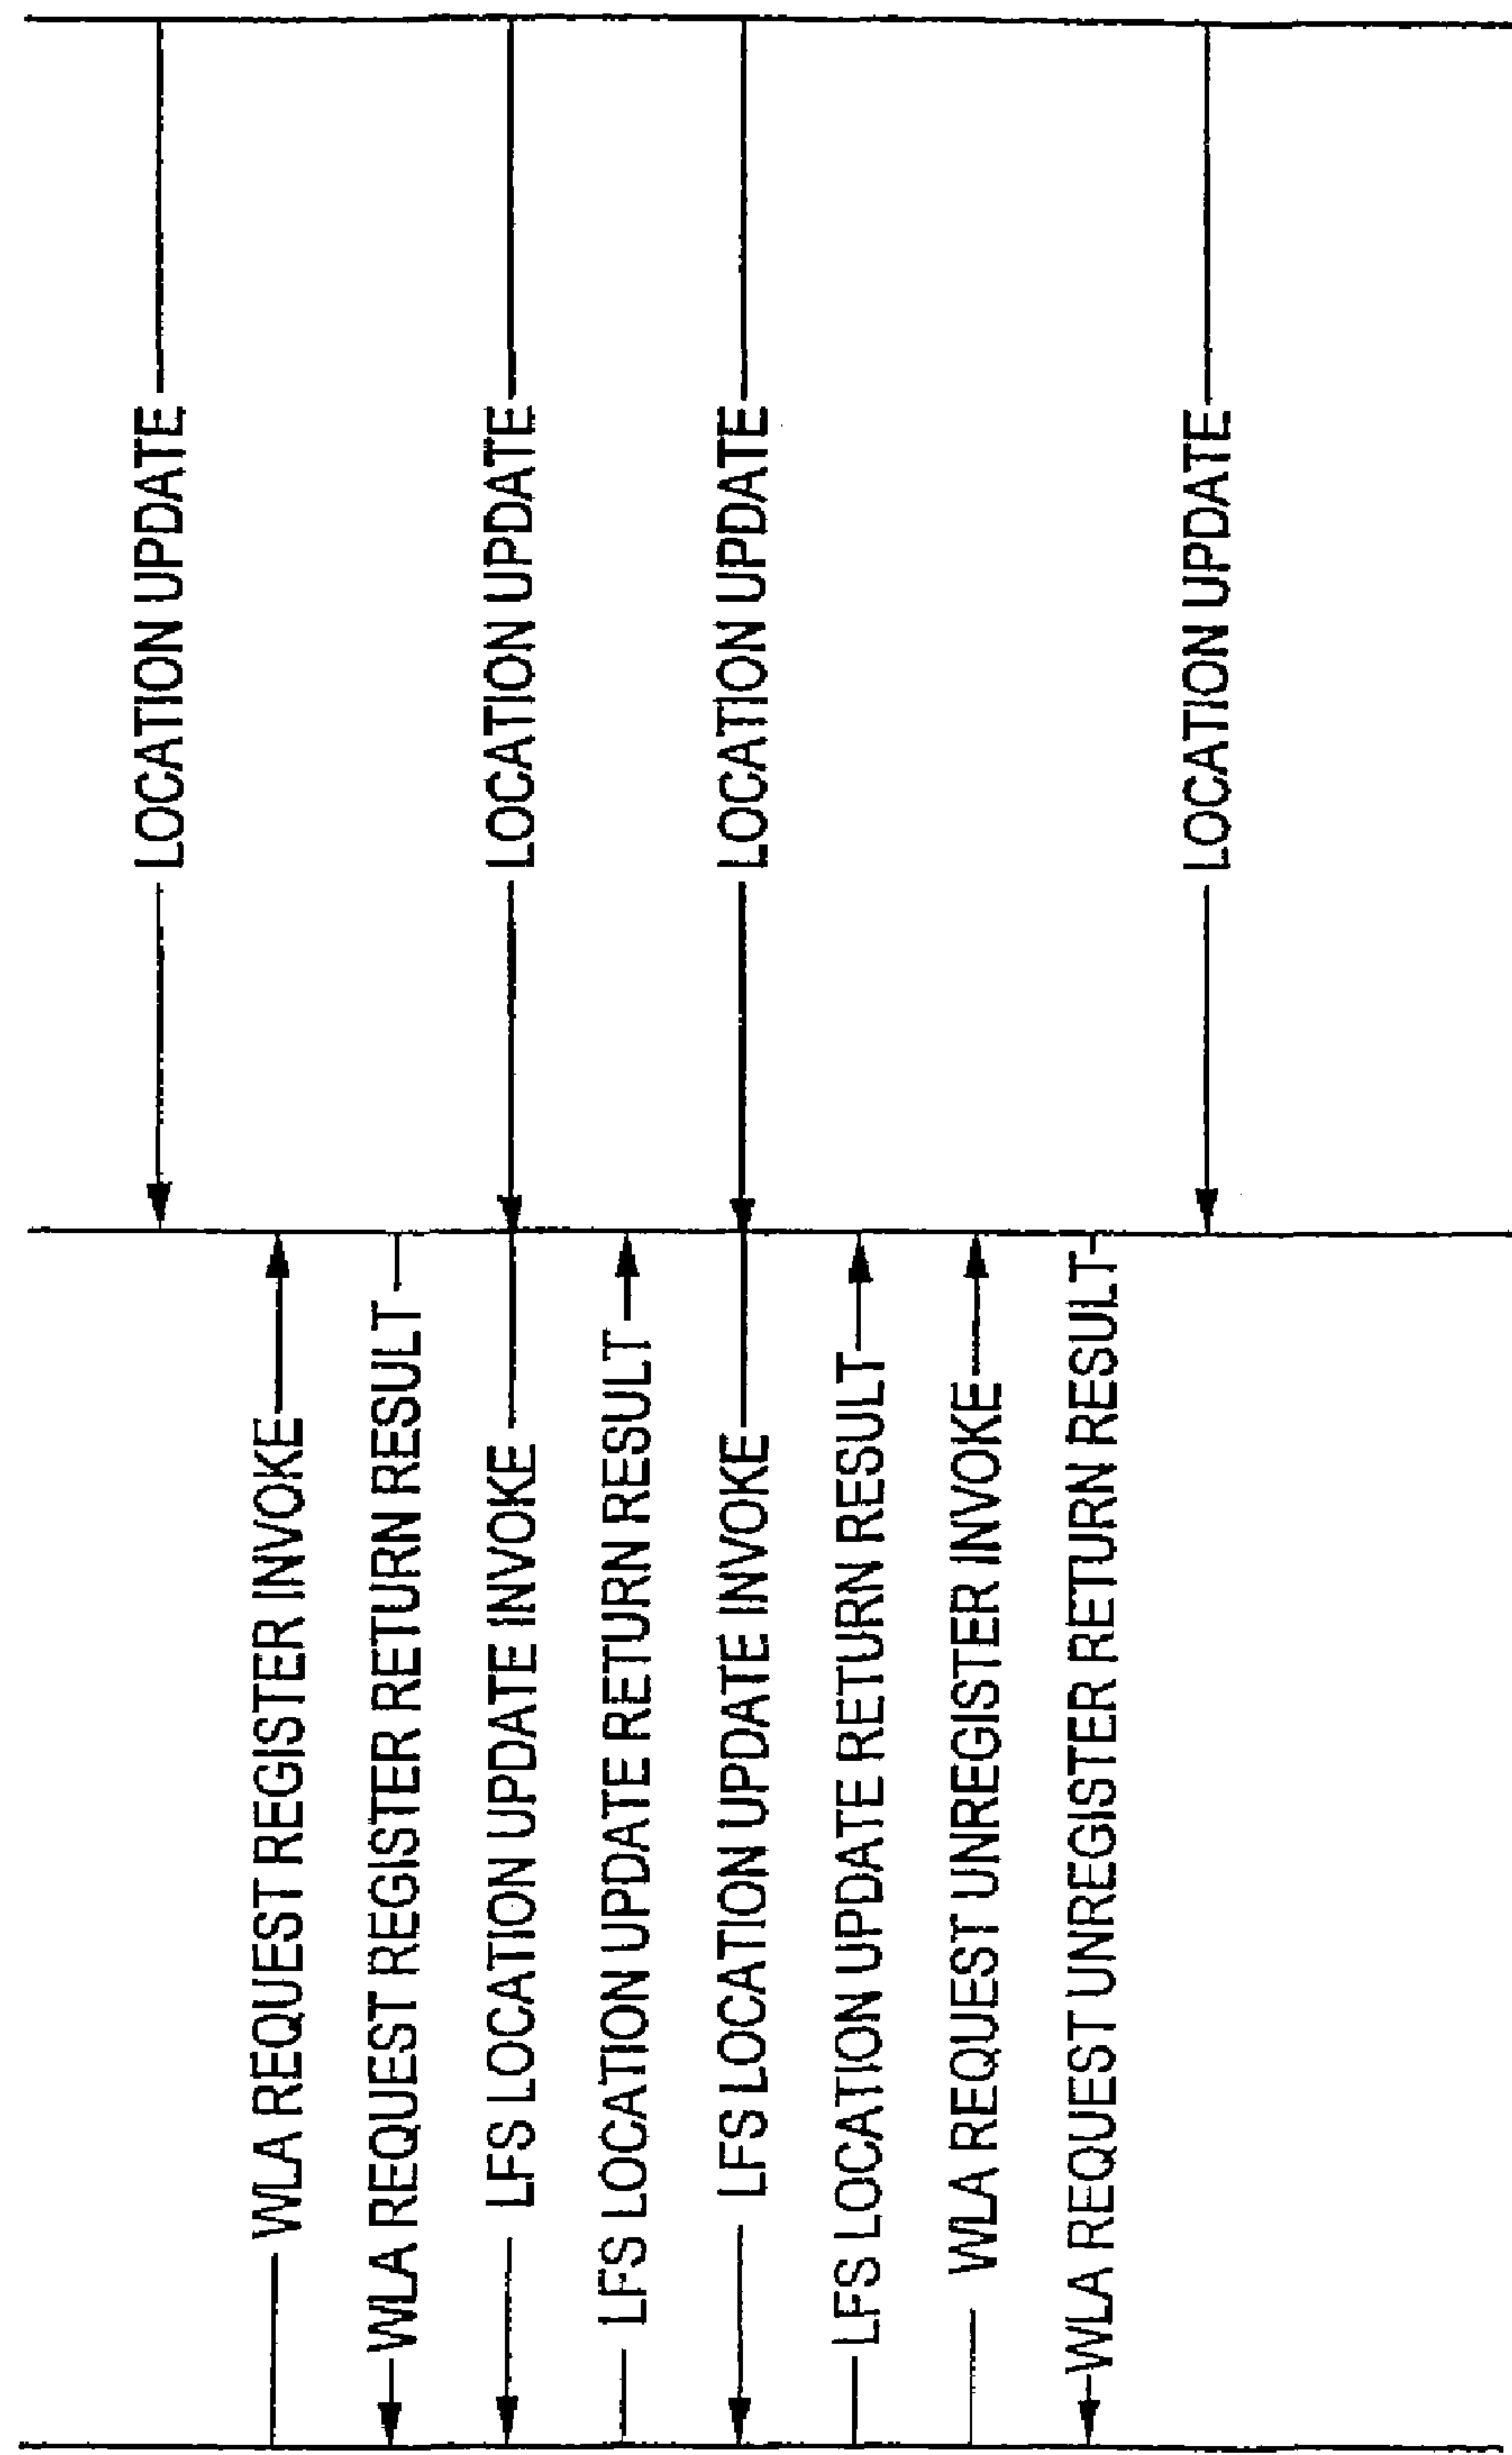 LOCATION UPDATE
WLA REQUEST REGISTER INVOKE
WLA REQUEST REGISTER RETURN RESULT
LFS LOCATION UPDATE INVOKE
LOCATION UPDATE
LFS LOCATION UPDATE RETURN RESULT
LFS LOCATION UPDATE INVOKE
LOCATION UPDATE
LFS LOCATION UPDATE RETURN RESULT
WLA REQUEST UNREGISTER INVOKE
WLA REQUEST UNREGISTER RETURN RESULT
LOCATION UPDATE